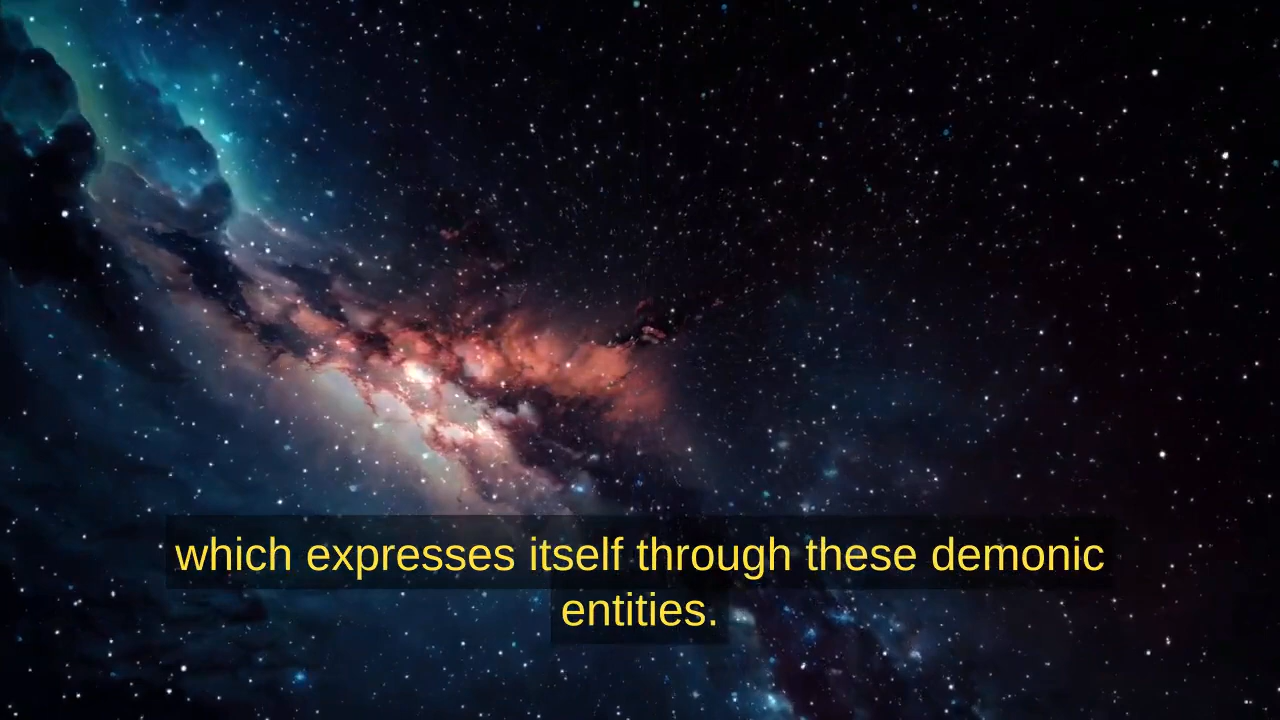 which expresses itself through these demonic
entities.